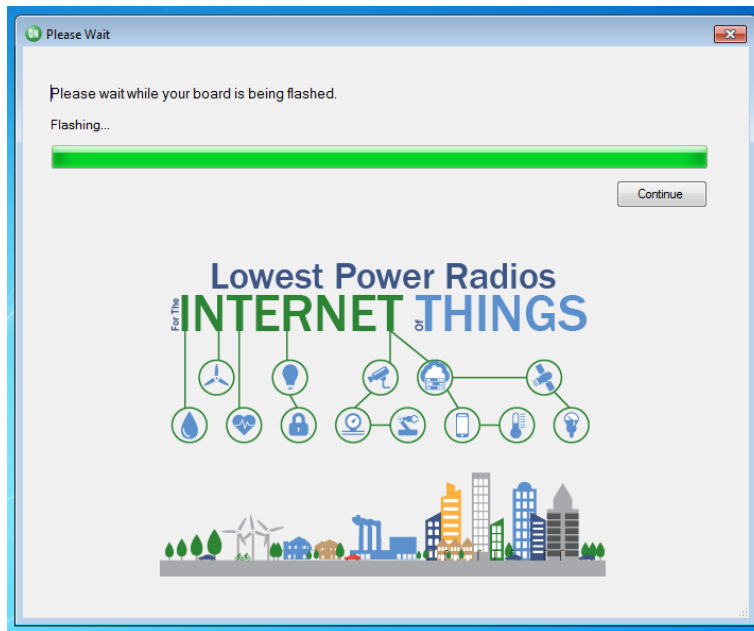 ON Please Wait
Please wait while your board is being flashed.
Flashing...
Continue
Lowest Power Radios
For The INTERNET Of THINGS